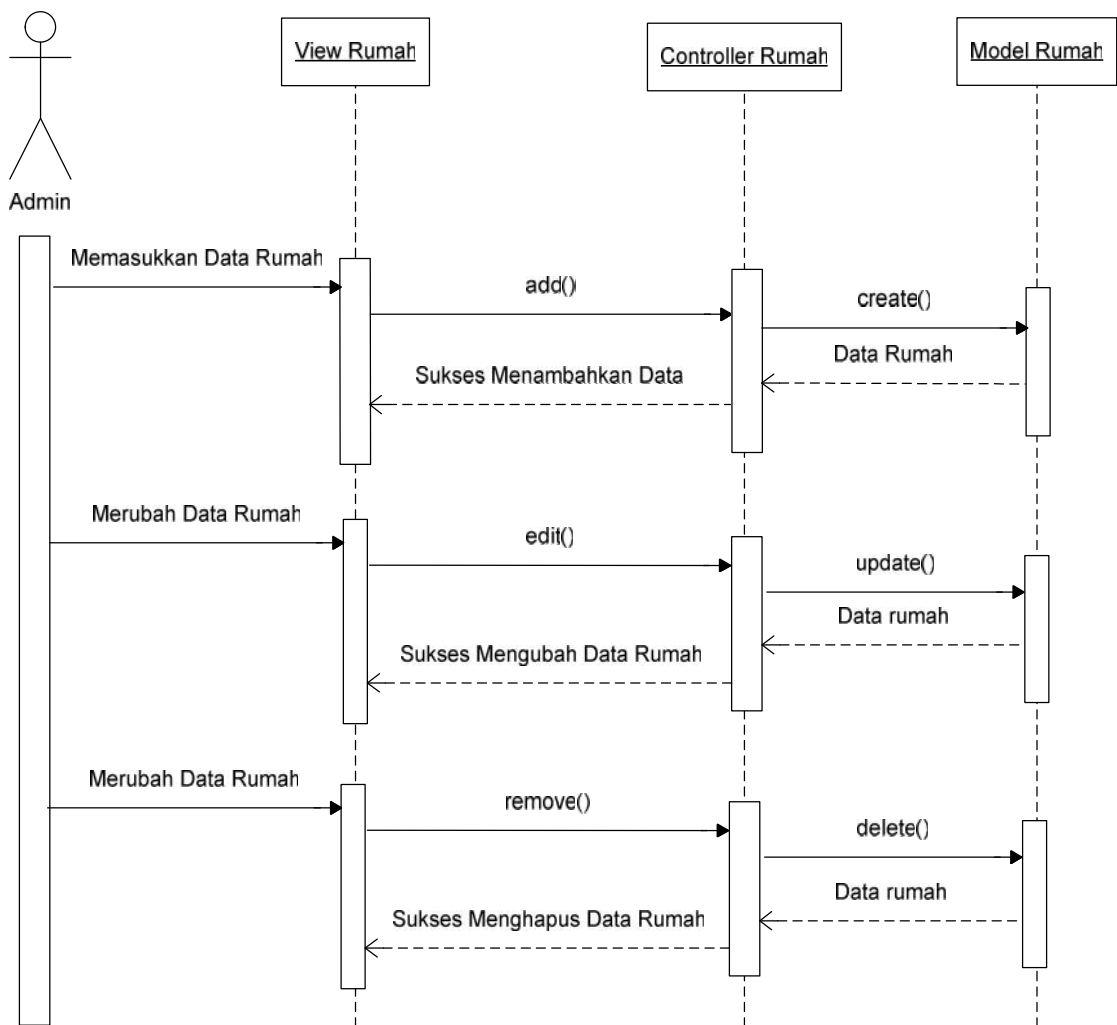 View Rumah
Controller Rumah
Model Rumah
Admin
Memasukkan Data Rumah
add()
create()
Data Rumah
Sukses Menambahkan Data
Merubah Data Rumah
edit()
update()
Data rumah
Sukses Mengubah Data Rumah
Merubah Data Rumah
remove()
delete()
Data rumah
Sukses Menghapus Data Rumah